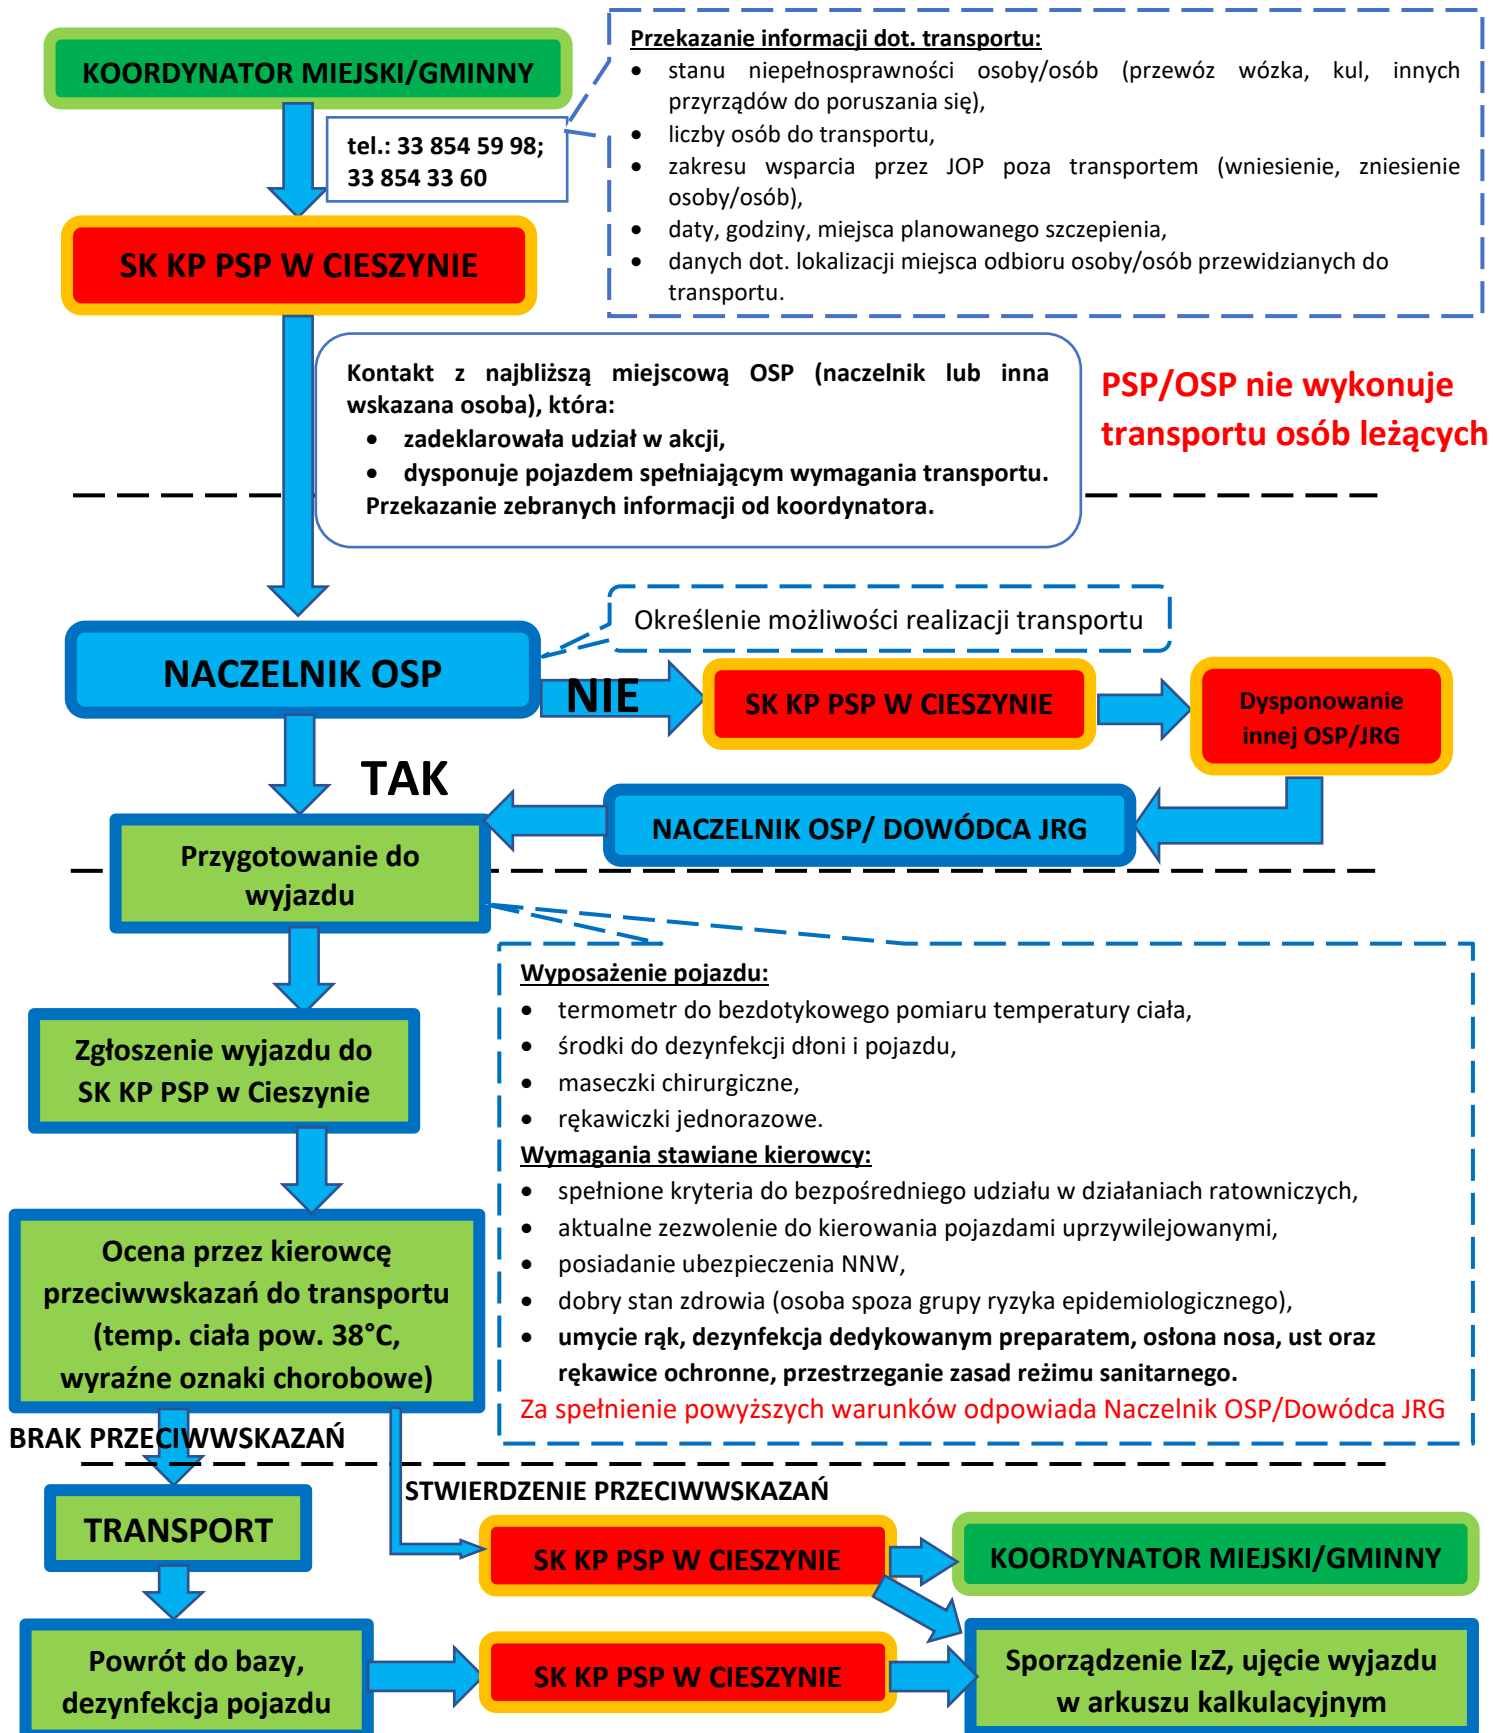 KOORDYNATOR MIEJSKI/GMINNY
Przekazanie informacji dot. transportu:
• stanu niepełnosprawności osoby/osób (przewóz wózka, kul, innych
przyrządów do poruszania się),
• liczby osób do transportu,
• zakresu wsparcia przez JOP poza transportem (wniesienie, zniesienie
osoby/osób),
• daty, godziny, miejsca planowanego szczepienia,
• danych dot. lokalizacji miejsca odbioru osoby/osób przewidzianych do
transportu.
tel.: 33 854 59 98;
33 854 33 60
SK KP PSP W CIESZYNIE
Kontakt z najbliższą miejscową OSP (naczelnik lub inna
wskazana osoba), która:
• zadeklarowała udział w akcji,
• dysponuje pojazdem spełniającym wymagania transportu.
Przekazanie zebranych informacji od koordynatora.
PSP/OSP nie wykonuje
transportu osób leżących
Określenie możliwości realizacji transportu
NACZELNIK OSP
NIE
SK KP PSP W CIESZYNIE
Dysponowanie
innej OSP/JRG
TAK
NACZELNIK OSP/ DOWÓDCA JRG
Przygotowanie do
wyjazdu
Wyposażenie pojazdu:
• termometr do bezdotykowego pomiaru temperatury ciała,
• środki do dezynfekcji dłoni i pojazdu,
• maseczki chirurgiczne,
• rękawiczki jednorazowe.
Wymagania stawiane kierowcy:
• spełnione kryteria do bezpośredniego udziału w działaniach ratowniczych,
• aktualne zezwolenie do kierowania pojazdami uprzywilejowanymi,
• posiadanie ubezpieczenia NNW,
• dobry stan zdrowia (osoba spoza grupy ryzyka epidemiologicznego),
• umycie rąk, dezynfekcja dedykowanym preparatem, osłona nosa, ust oraz
rękawice ochronne, przestrzeganie zasad reżimu sanitarnego.
Za spełnienie powyższych warunków odpowiada Naczelnik OSP/Dowódca JRG
Zgłoszenie wyjazdu do
SK KP PSP w Cieszynie
Ocena przez kierowcę
przeciwwskazań do transportu
(temp. ciała pow. 38°C,
wyraźne oznaki chorobowe)
BRAK PRZECIWWSKAZAŃ
STWIERDZENIE PRZECIWWSKAZAŃ
TRANSPORT
SK KP PSP W CIESZYNIE
KOORDYNATOR MIEJSKI/GMINNY
Powrót do bazy,
dezynfekcja pojazdu
SK KP PSP W CIESZYNIE
Sporządzenie IzZ, ujęcie wyjazdu
w arkuszu kalkulacyjnym